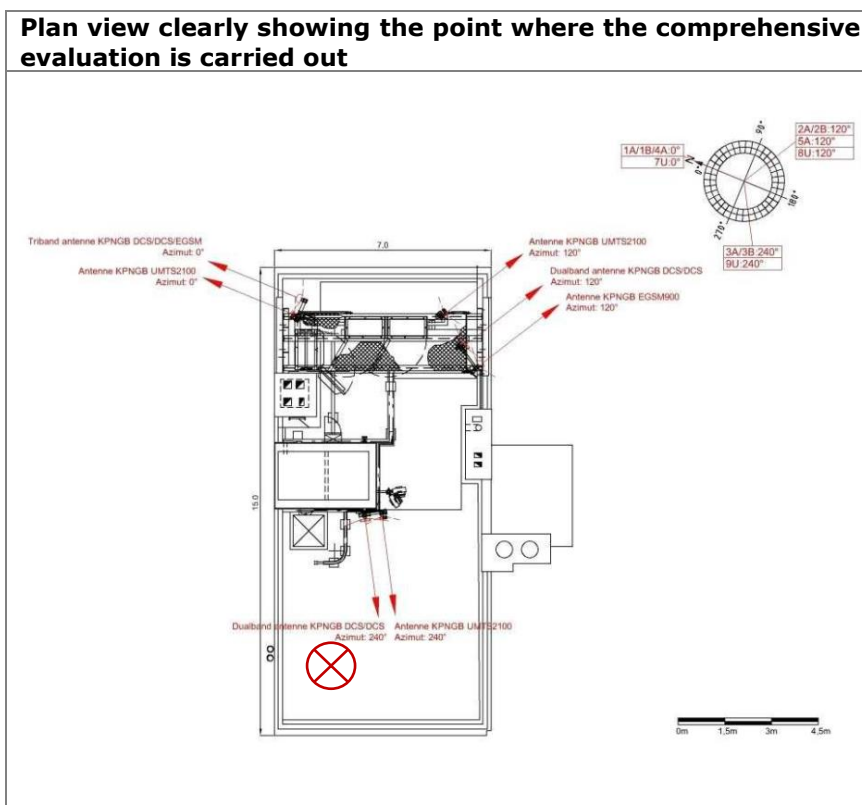 Plan view clearly showing the point where the comprehensive
evaluation is carried out
90°
2A/2B:120°
5A:120°
8U:120°
1A/1B/4A:0°
7U:0°
N
0°
180°
270°
3A/3B:240°
9U:240°
Triband antenne KPNGB DCS/DCS/EGSM
Azimut: 0°
Antenne KPNGB UMTS2100
Azimut: 0°
7.0
Antenne KPNGB UMTS2100
Azimut: 120°
Dualband antenne KPNGB DCS/DCS
Azimut: 120°
Antenne KPNGB EGSM900
Azimut: 120°
15.0
Dualband antenne KPNGB DCS/DCS
Azimut: 240°
Antenne KPNGB UMTS2100
Azimut: 240°
0m 1,5m 3m 4,5m